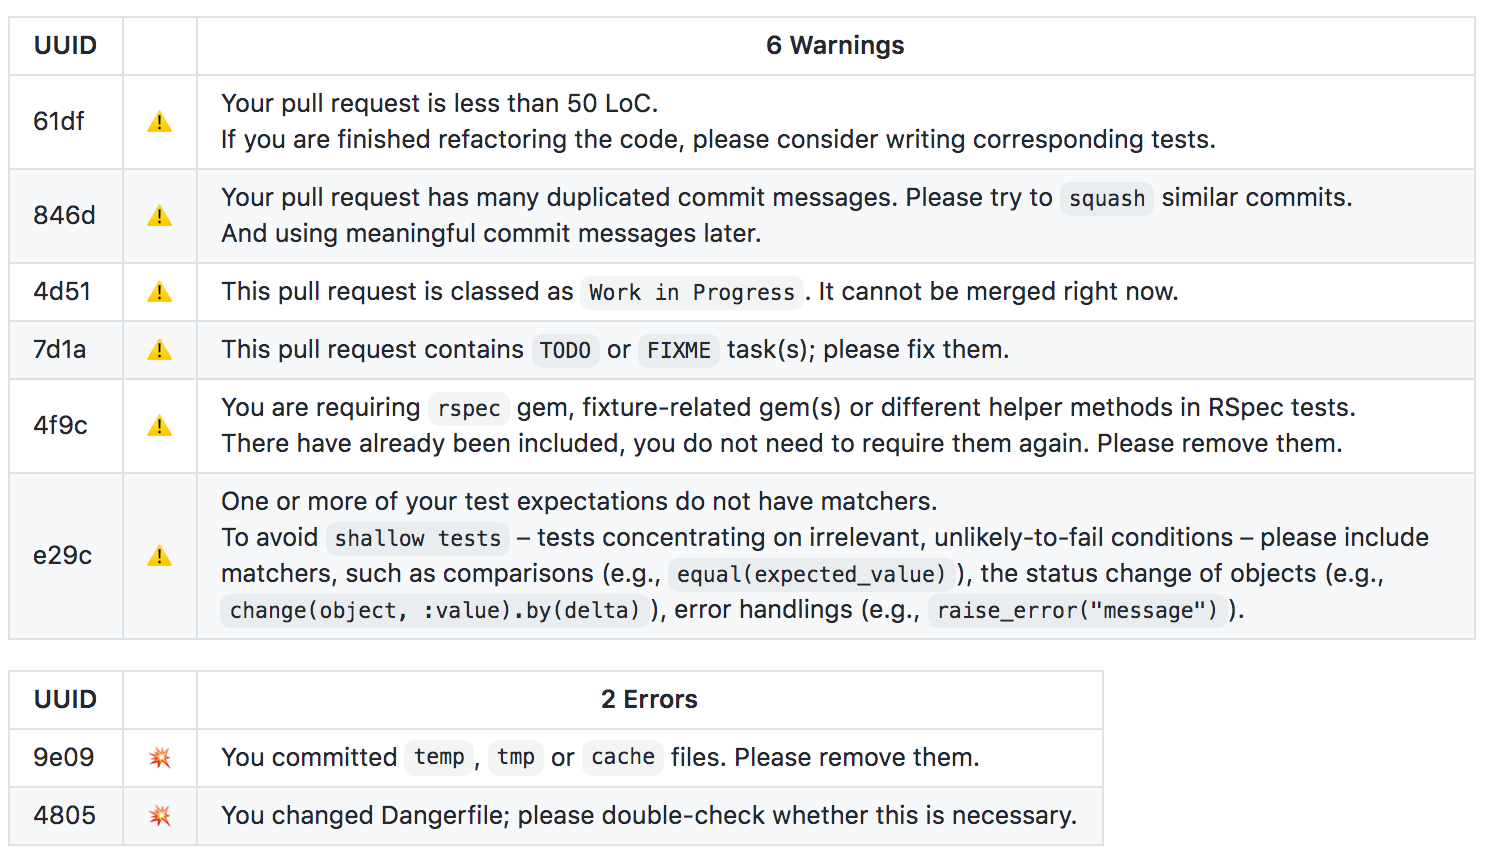 UUID 6 Warnings
61df Your pull request is less than 50 LoC.
If you are finished refactoring the code, please consider writing corresponding tests.
846d Your pull request has many duplicated commit messages. Please try to squash similar commits.
And using meaningful commit messages later.
4d51 This pull request is classed as Work in Progress. It cannot be merged right now.
7d1a This pull request contains TODO or FIXME task(s); please fix them.
4f9c You are requiring rspec gem, fixture-related gem(s) or different helper methods in RSpec tests.
There have already been included, you do not need to require them again. Please remove them.
e29c One or more of your test expectations do not have matchers.
To avoid shallow tests – tests concentrating on irrelevant, unlikely-to-fail conditions – please include
matchers, such as comparisons (e.g., equal(expected_value)), the status change of objects (e.g.,
change(object, :value).by(delta)), error handlings (e.g., raise_error("message")).
UUID 2 Errors
9e09 You committed temp, tmp or cache files. Please remove them.
4805 You changed Dangerfile; please double-check whether this is necessary.